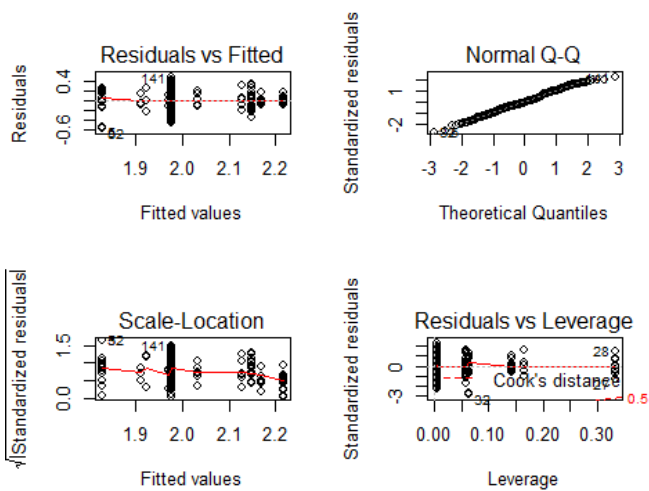 Residuals vs Fitted
Residuals
0.4
-0.6
141
52
1.9 2.0 2.1 2.2
Fitted values
Normal Q-Q
Standardized residuals
1
-2
-3 -2 -1 0 1 2 3
Theoretical Quantiles
Scale-Location
√|Standardized residuals|
1.5
0.0
141
1.9 2.0 2.1 2.2
Fitted values
Residuals vs Leverage
Standardized residuals
0
-3
28
Cook's distance
0.5
0.00 0.10 0.20 0.30
Leverage